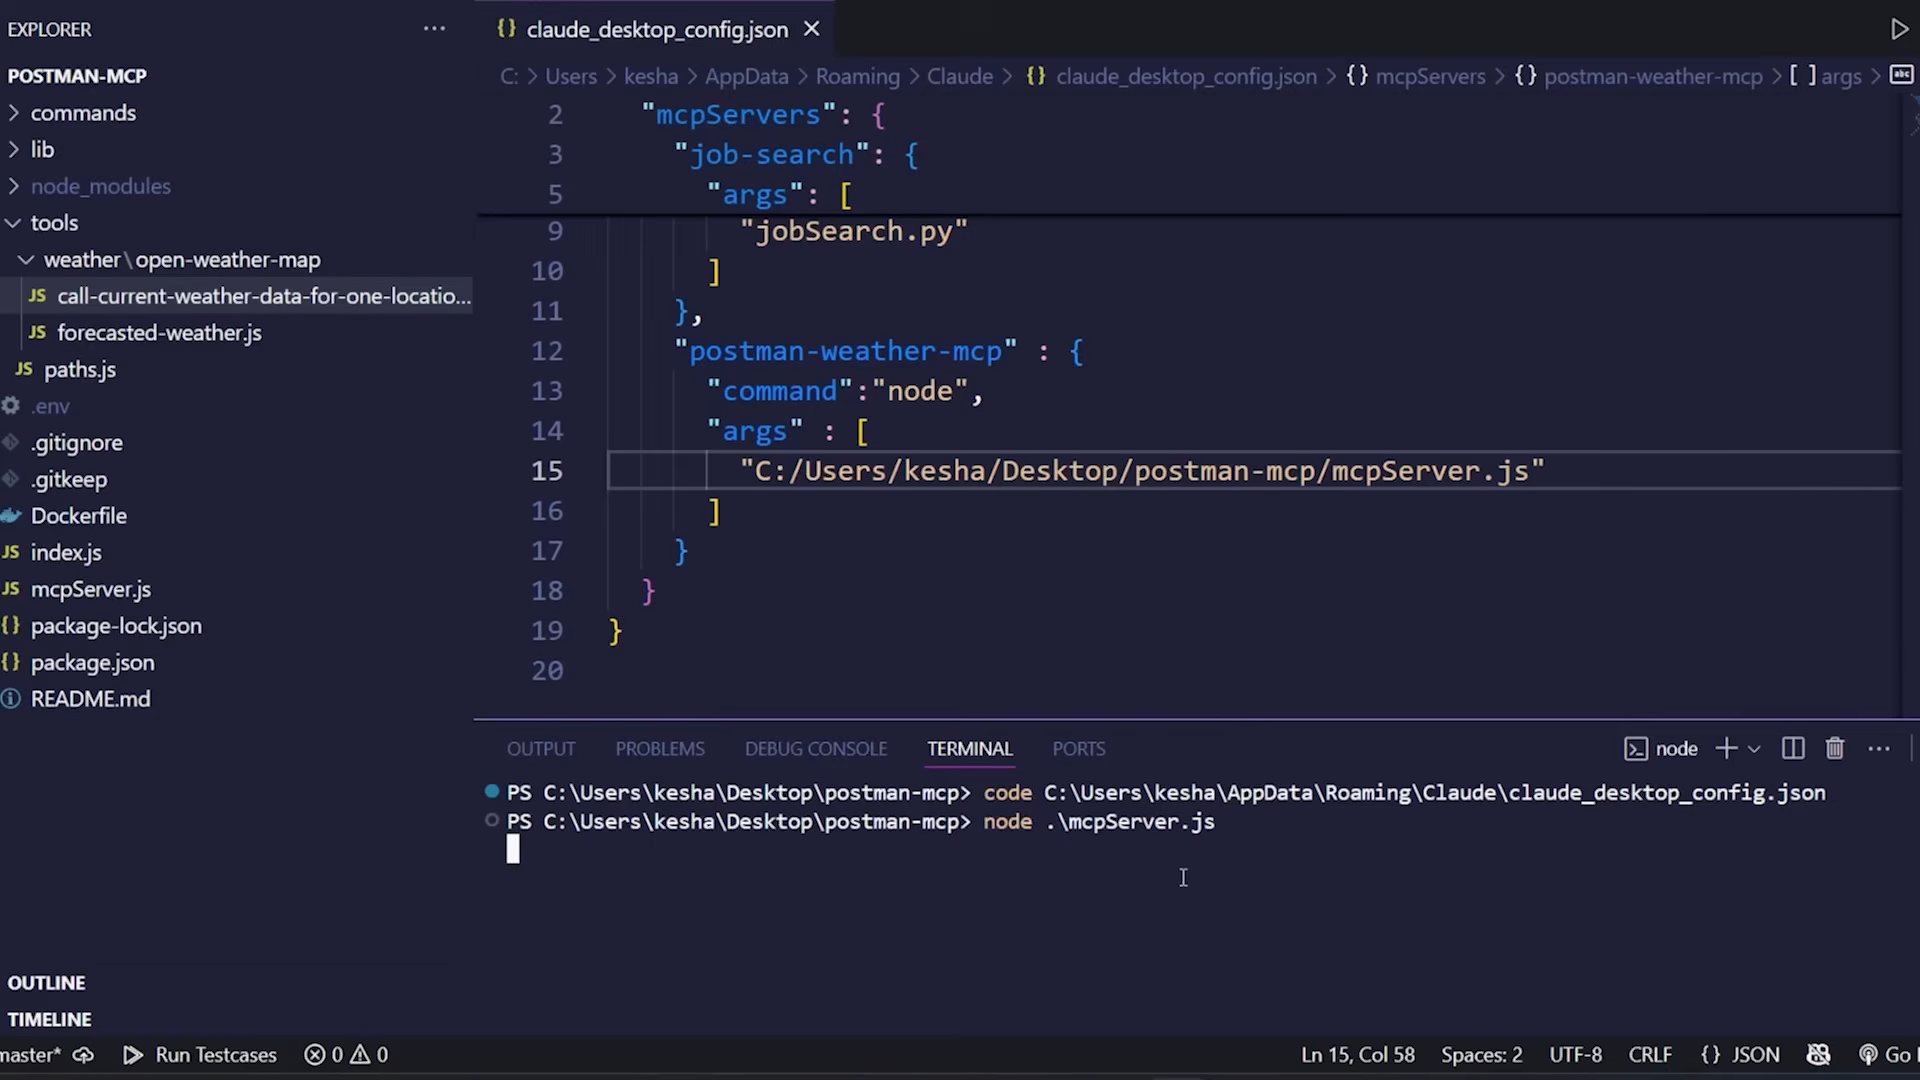 EXPLORER
POSTMAN-MCP
commands
lib
node_modules
tools
weather\open-weather-map
JS call-current-weather-data-for-one-locatio...
JS forecasted-weather.js
JS paths.js
.env
.gitignore
.gitkeep
Dockerfile
JS index.js
JS mcpServer.js
{} package-lock.json
{} package.json
README.md
OUTLINE
TIMELINE
{} claude_desktop_config.json
C: > Users > kesha > AppData > Roaming > Claude > {} claude_desktop_config.json > {} mcpServers > {} postman-weather-mcp > [ ] args > abc
2 "mcpServers": {
3 "job-search": {
5 "args": [
9 "jobSearch.py"
10 ]
11 },
12 "postman-weather-mcp" : {
13 "command":"node",
14 "args" : [
15 "C:/Users/kesha/Desktop/postman-mcp/mcpServer.js"
16 ]
17 }
18 }
19 }
20
OUTPUT PROBLEMS DEBUG CONSOLE TERMINAL PORTS node
PS C:\Users\kesha\Desktop\postman-mcp> code C:\Users\kesha\AppData\Roaming\Claude\claude_desktop_config.json
PS C:\Users\kesha\Desktop\postman-mcp> node .\mcpServer.js
master* Run Testcases 0 0 Ln 15, Col 58 Spaces: 2 UTF-8 CRLF {} JSON Go